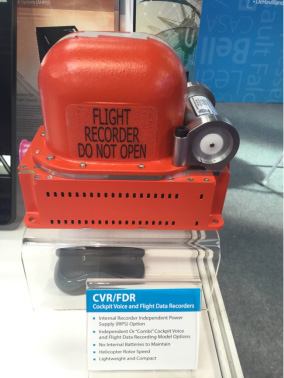 FLIGHT
RECORDER
DO NOT OPEN
CVR/FDR
Cockpit Voice and Flight Data Recorders
Internal Recorder Independent Power
Supply (RIPS) Option
Independent Or "Combi" Cockpit Voice
and Flight Data Recording Model Options
No Internal Batteries to Maintain
Helicopter Rotor Speed
Lightweight and Compact
Bell